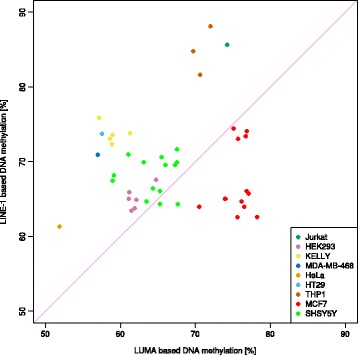 LINE-1 based DNA methylation [%]
90
80
70
60
50
50
60
70
80
90
LUMA based DNA methylation [%]
Jurkat
HEK293
KELLY
MDA-MB-468
HeLa
HT29
THP1
MCF7
SHSY5Y